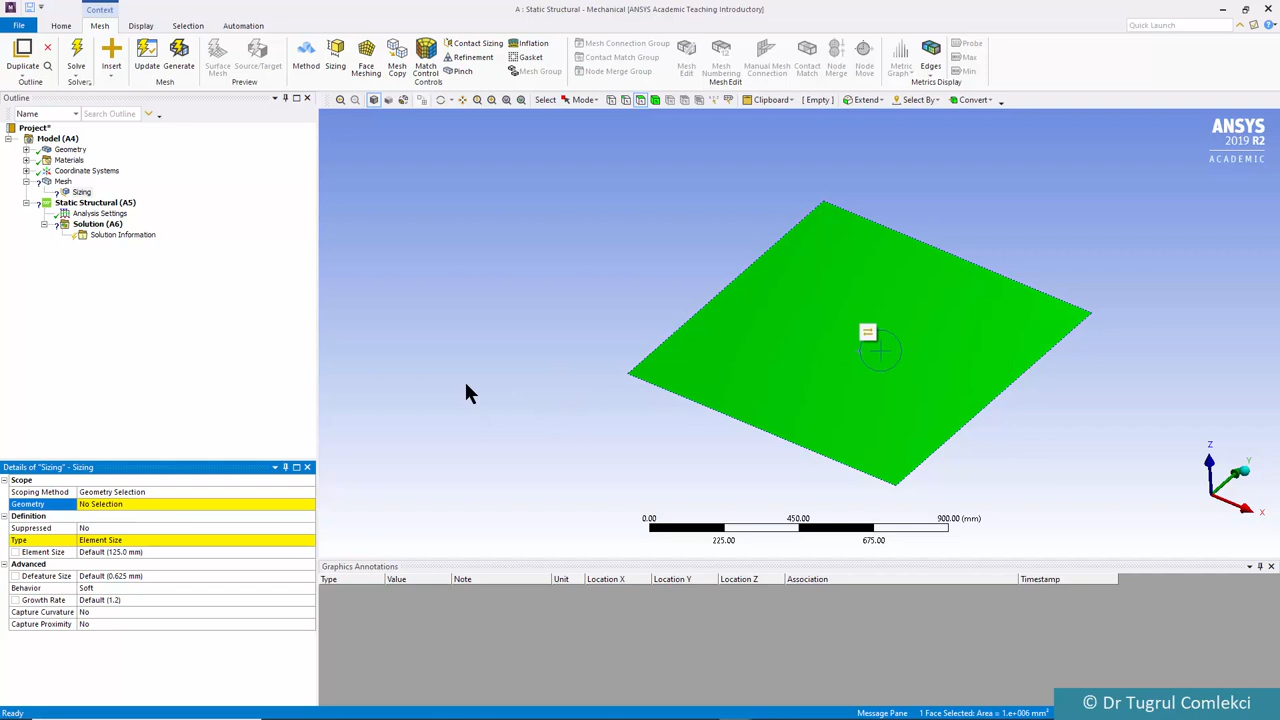 A : Static Structural - Mechanical [ANSYS Academic Teaching Introductory]
Context
File
Home
Mesh
Display
Selection
Automation
Quick Launch
Duplicate
Outline
Solve
Solver
Insert
Update
Generate
Mesh
Surface Mesh
Source/Target
Preview
Method
Sizing
Face Meshing
Mesh Copy
Match Control
Contact Sizing
Refinement
Pinch
Controls
Inflation
Gasket
Mesh Group
Mesh Connection Group
Contact Match Group
Node Merge Group
Mesh Edit
Mesh Numbering
Manual Mesh Connection
Contact Match
Node Merge
Node Move
Mesh Edit
Metric Graph
Edges
Probe
Max
Min
Metrics Display
Outline
Name
Search Outline
Select
Mode
Clipboard
[ Empty ]
Extend
Select By
Convert
Project*
Model (A4)
Geometry
Materials
Coordinate Systems
Mesh
Sizing
Static Structural (A5)
Analysis Settings
Solution (A6)
Solution Information
ANSYS
2019 R2
ACADEMIC
Details of "Sizing" - Sizing
Scope
Scoping Method Geometry Selection
Geometry No Selection
Definition
Suppressed No
Type Element Size
Element Size Default (125.0 mm)
Advanced
Defeature Size Default (0.625 mm)
Behavior Soft
Growth Rate Default (1.2)
Capture Curvature No
Capture Proximity No
Z
Y
X
0.00 450.00 900.00 (mm)
225.00 675.00
Graphics Annotations
Type Value Note Unit Location X Location Y Location Z Association Timestamp
Ready
Message Pane
1 Face Selected: Area = 1.e+006 mm²
© Dr Tugrul Comlekci